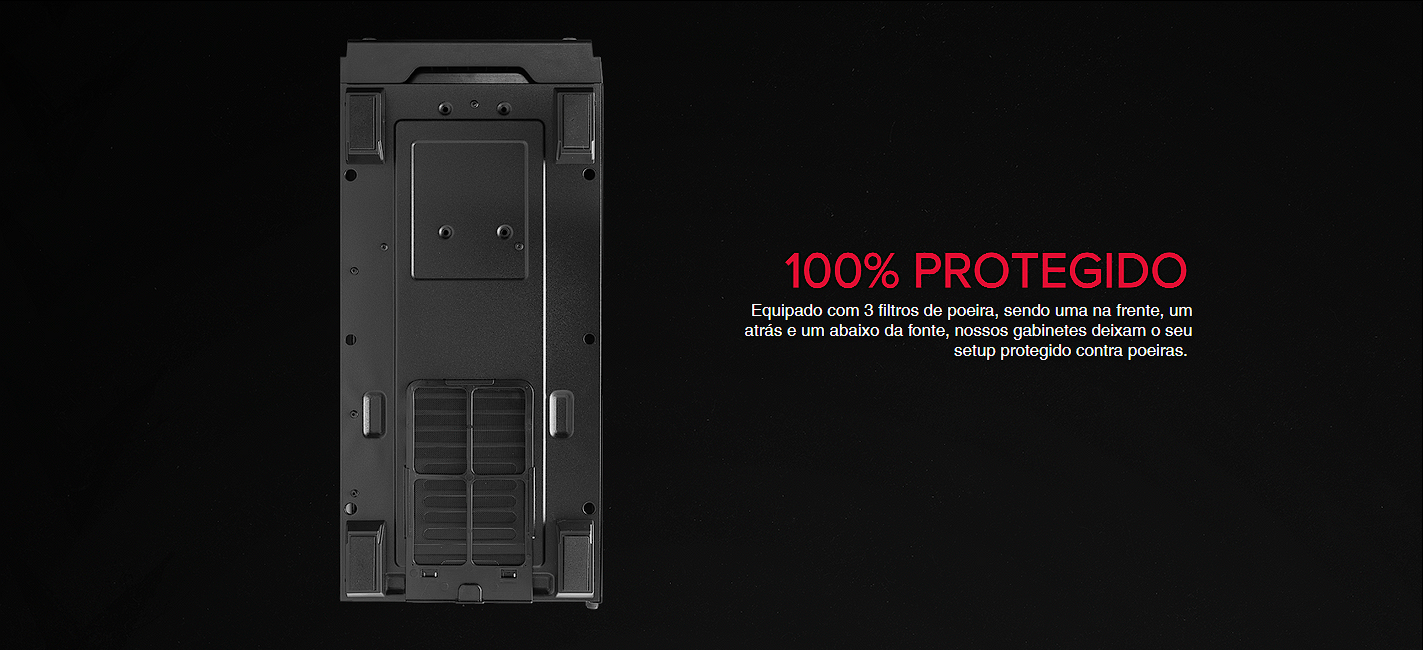 100% PROTEGIDO
Equipado com 3 filtros de poeira, sendo uma na frente, um
atrás e um abaixo da fonte, nossos gabinetes deixam o seu
setup protegido contra poeiras.